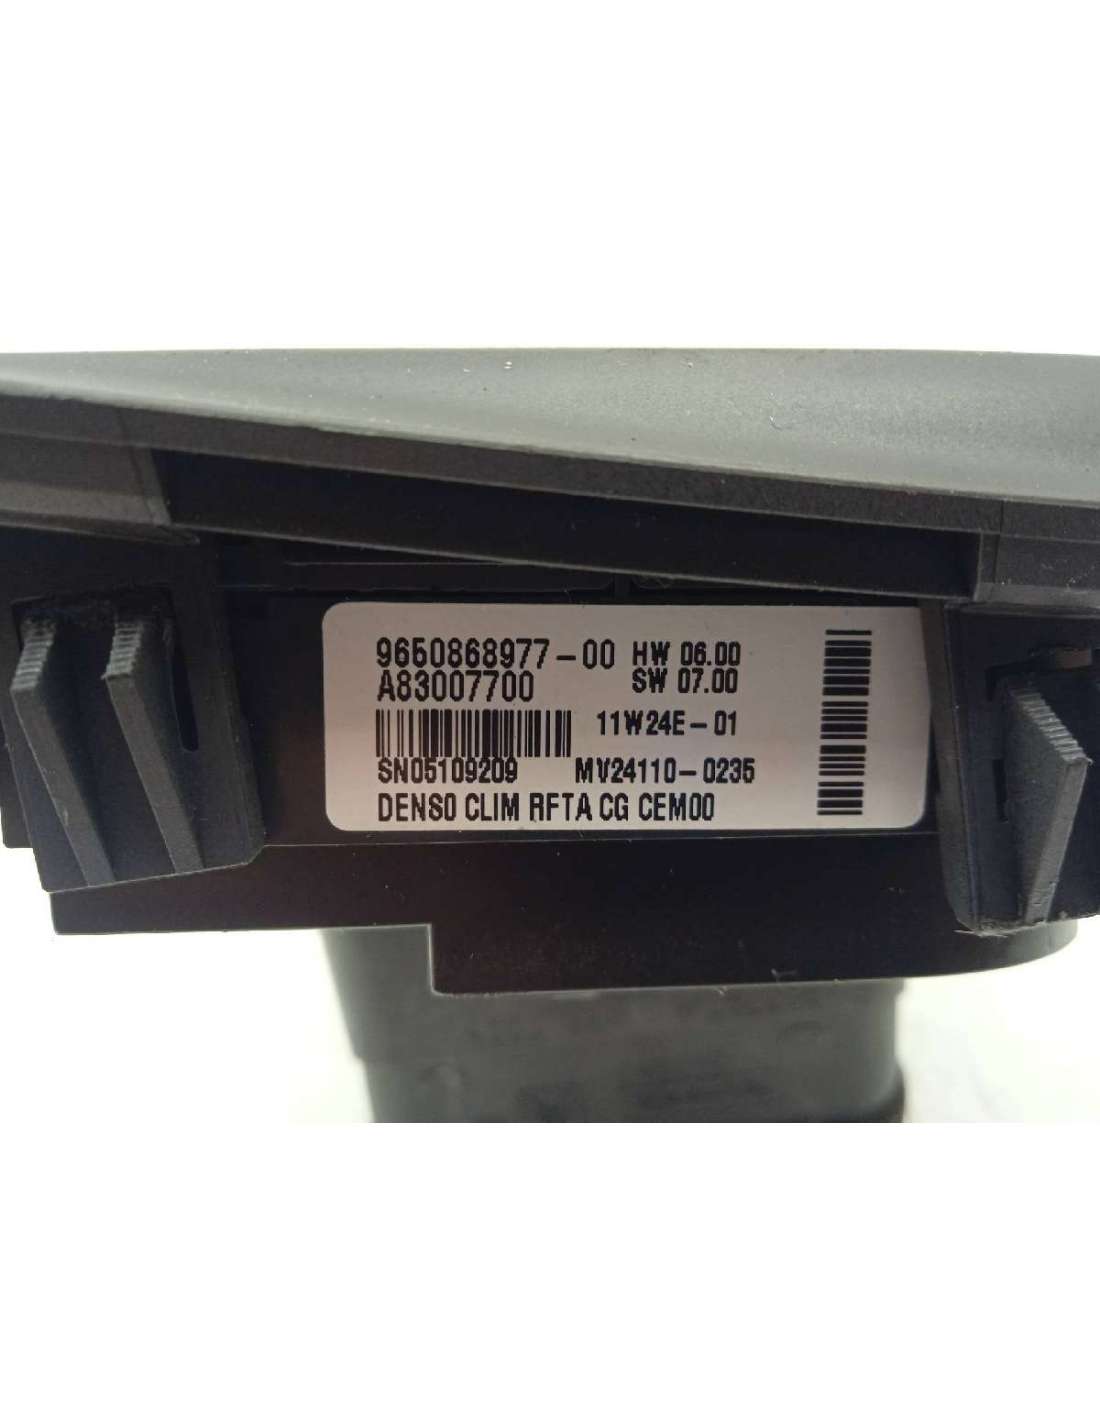 9650868977-00 HW 06.00
A83007700 SW 07.00
11W24E-01
SN05109209 MV24110-0235
DENSO CLIM RFTA CG CEM00